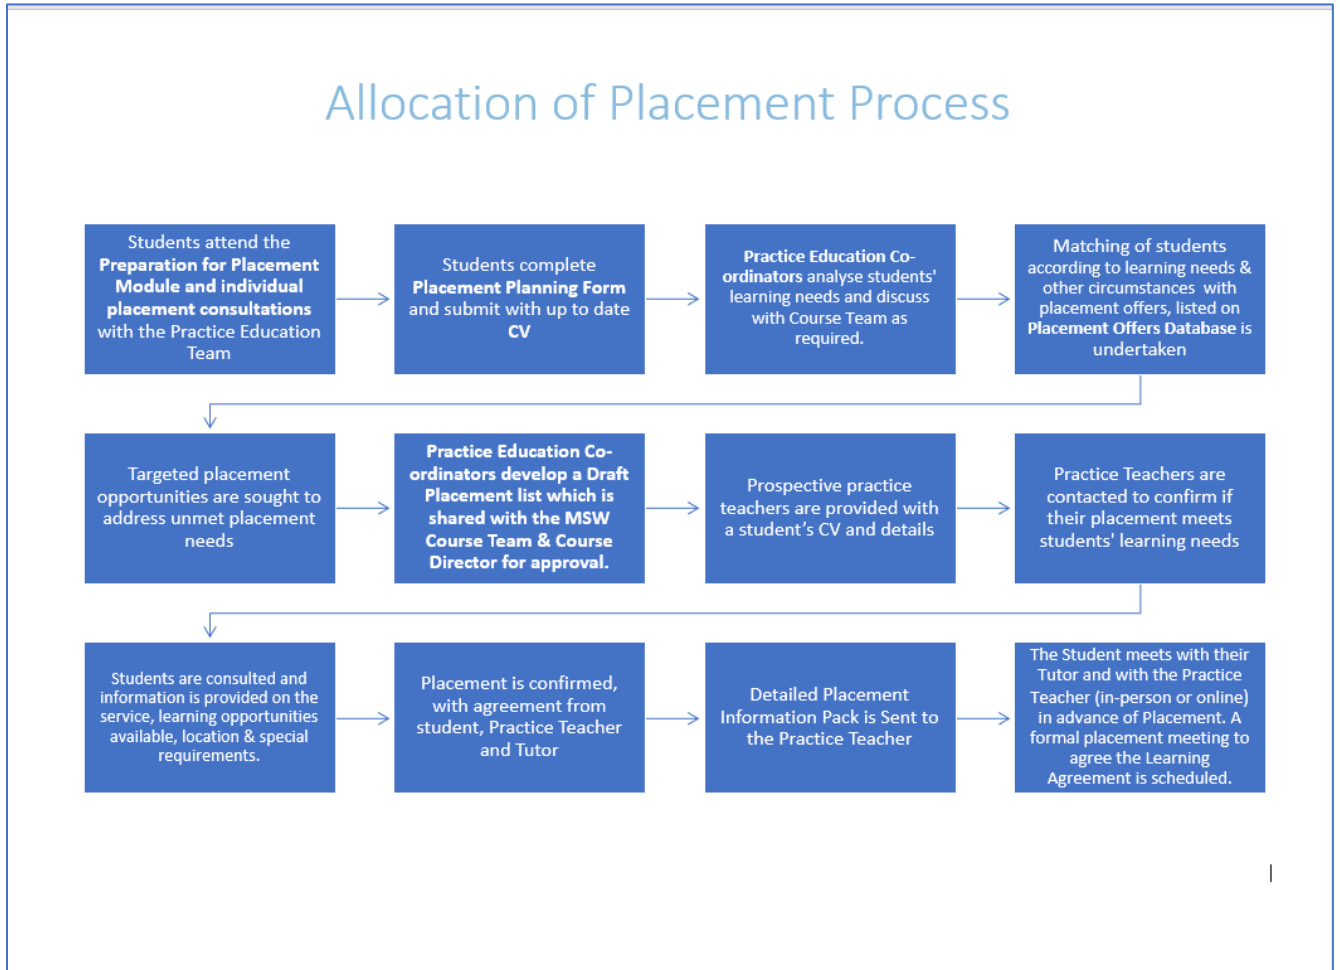 Allocation of Placement Process
Students attend the
Preparation for Placement
Module and individual
placement consultations
with the Practice Education
Team
Students complete
Placement Planning Form
and submit with up to date
CV
Practice Education Co-
ordinators analyse students'
learning needs and discuss
with Course Team as
required.
Matching of students
according to learning needs &
other circumstances with
placement offers, listed on
Placement Offers Database is
undertaken
Targeted placement
opportunities are sought to
address unmet placement
needs
Practice Education Co-
ordinators develop a Draft
Placement list which is
shared with the MSW
Course Team & Course
Director for approval.
Prospective practice
teachers are provided with
a student’s CV and details
Practice Teachers are
contacted to confirm if
their placement meets
students' learning needs
Students are consulted and
information is provided on the
service, learning opportunities
available, location & special
requirements.
Placement is confirmed,
with agreement from
student, Practice Teacher
and Tutor
Detailed Placement
Information Pack is Sent to
the Practice Teacher
The Student meets with their
Tutor and with the Practice
Teacher (in-person or online)
in advance of Placement. A
formal placement meeting to
agree the Learning
Agreement is scheduled.